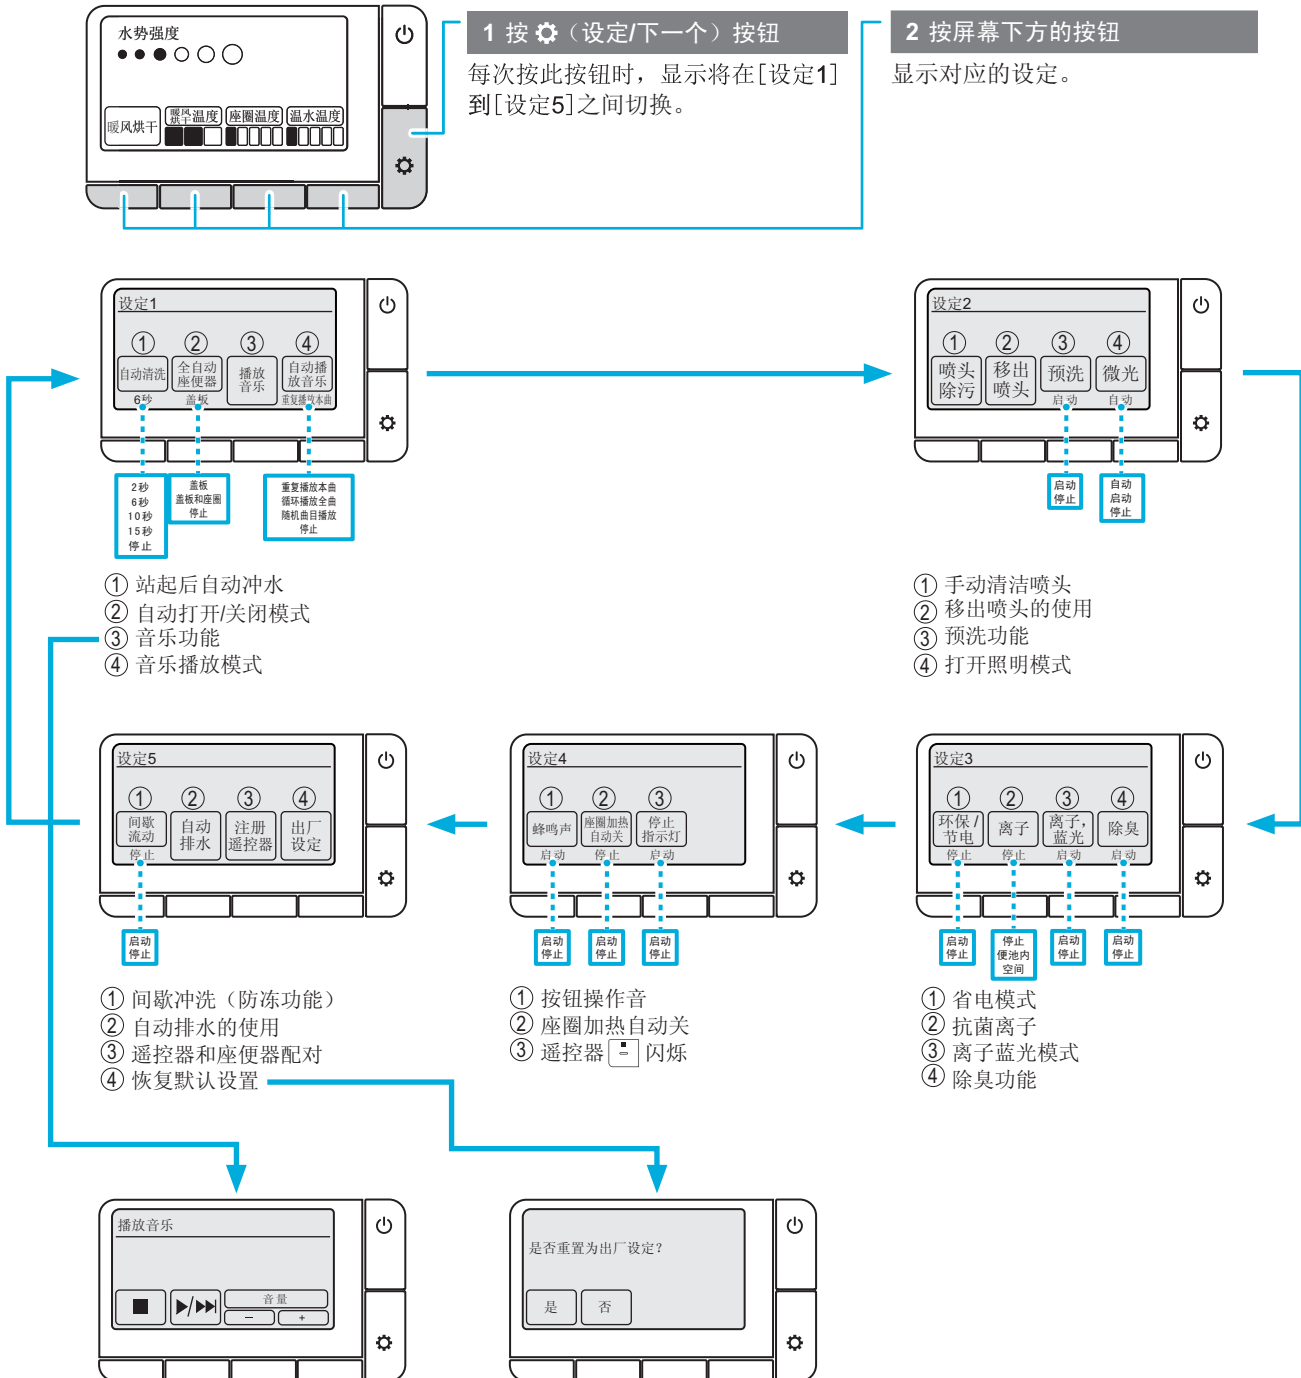 水势强度
暖风烘干
暖风烘干温度
座圈温度
温水温度
1 按（设定/下一个）按钮
每次按此按钮时，显示将在[设定1]
到[设定5]之间切换。
2 按屏幕下方的按钮
显示对应的设定。
设定1
① ② ③ ④
自动清洗
全自动
座便器
播放
音乐
自动播
放音乐
6秒 盖板 重复播放本曲
2秒
6秒
10秒
15秒
停止
盖板
盖板和座圈
停止
重复播放本曲
循环播放全曲
随机曲目播放
停止
① 站起后自动冲水
② 自动打开/关闭模式
③ 音乐功能
④ 音乐播放模式
设定2
① ② ③ ④
喷头
除污
移出
喷头
预洗
微光
启动 自动
启动
停止
自动
启动
停止
① 手动清洁喷头
② 移出喷头的使用
③ 预洗功能
④ 打开照明模式
设定5
① ② ③ ④
间歇
流动
自动
排水
注册
遥控器
出厂
设定
停止
启动
停止
① 间歇冲洗（防冻功能）
② 自动排水的使用
③ 遥控器和座便器配对
④ 恢复默认设置
设定4
① ② ③
蜂鸣声
座圈加热
自动关
停止
指示灯
启动 停止 启动
启动
停止
启动
停止
启动
停止
① 按钮操作音
② 座圈加热自动关
③ 遥控器 闪烁
设定3
① ② ③ ④
环保/
节电
离子
离子，
蓝光
除臭
停止 停止 启动 启动
启动
停止
停止
便池内
空间
启动
停止
启动
停止
① 省电模式
② 抗菌离子
③ 离子蓝光模式
④ 除臭功能
播放音乐
音量
－ ＋
是否重置为出厂设定？
是 否